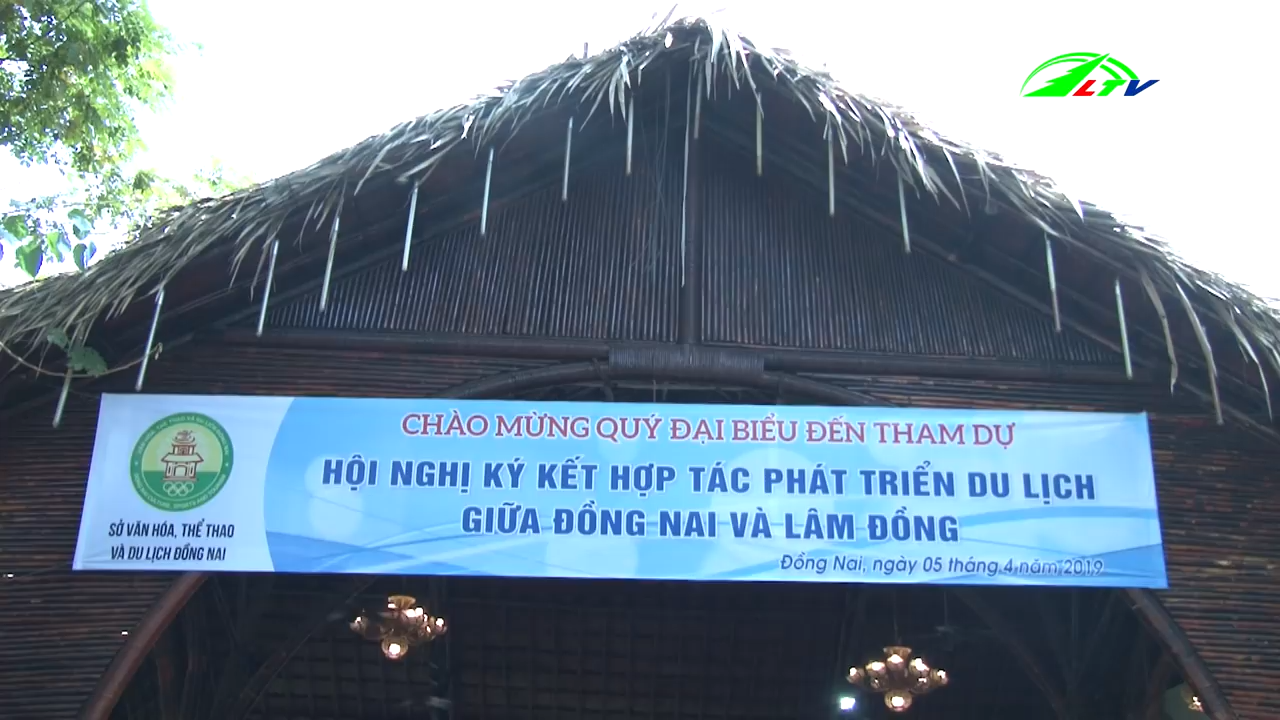 LTV
CHÀO MỪNG QUÝ ĐẠI BIỂU ĐẾN THAM DỰ
HỘI NGHỊ KÝ KẾT HỢP TÁC PHÁT TRIỂN DU LỊCH
GIỮA ĐỒNG NAI VÀ LÂM ĐỒNG
Đồng Nai, ngày 05 tháng 4 năm 2019
SỞ VĂN HÓA, THỂ THAO
VÀ DU LỊCH ĐỒNG NAI